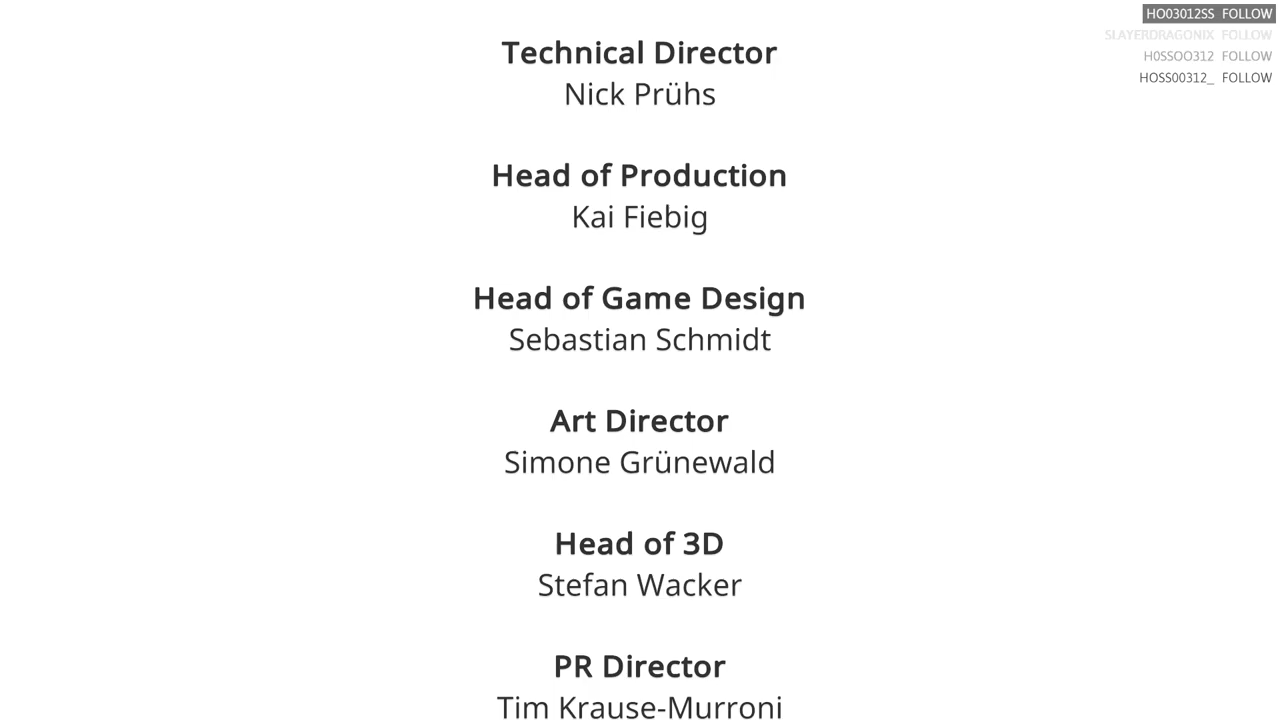 HO03012SS FOLLOW
SLAYERDRAGONIX FOLLOW
H0SSOO312 FOLLOW
HOSS00312_ FOLLOW
Technical Director
Nick Prühs
Head of Production
Kai Fiebig
Head of Game Design
Sebastian Schmidt
Art Director
Simone Grünewald
Head of 3D
Stefan Wacker
PR Director
Tim Krause-Murroni